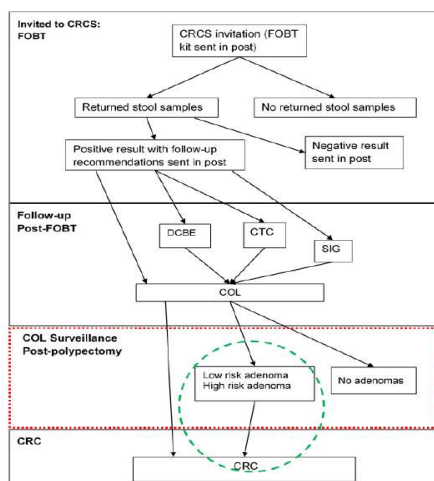 Invited to CRCS:
FOBT
CRCS invitation (FOBT
kit sent in post)
Returned stool samples
No returned stool samples
Positive result with follow-up
recommendations sent in post
Negative result
sent in post
Follow-up
Post-FOBT
DCBE
CTC
SIG
COL
COL Surveillance
Post-polypectomy
Low risk adenoma
High risk adenoma
No adenomas
CRC
CRC